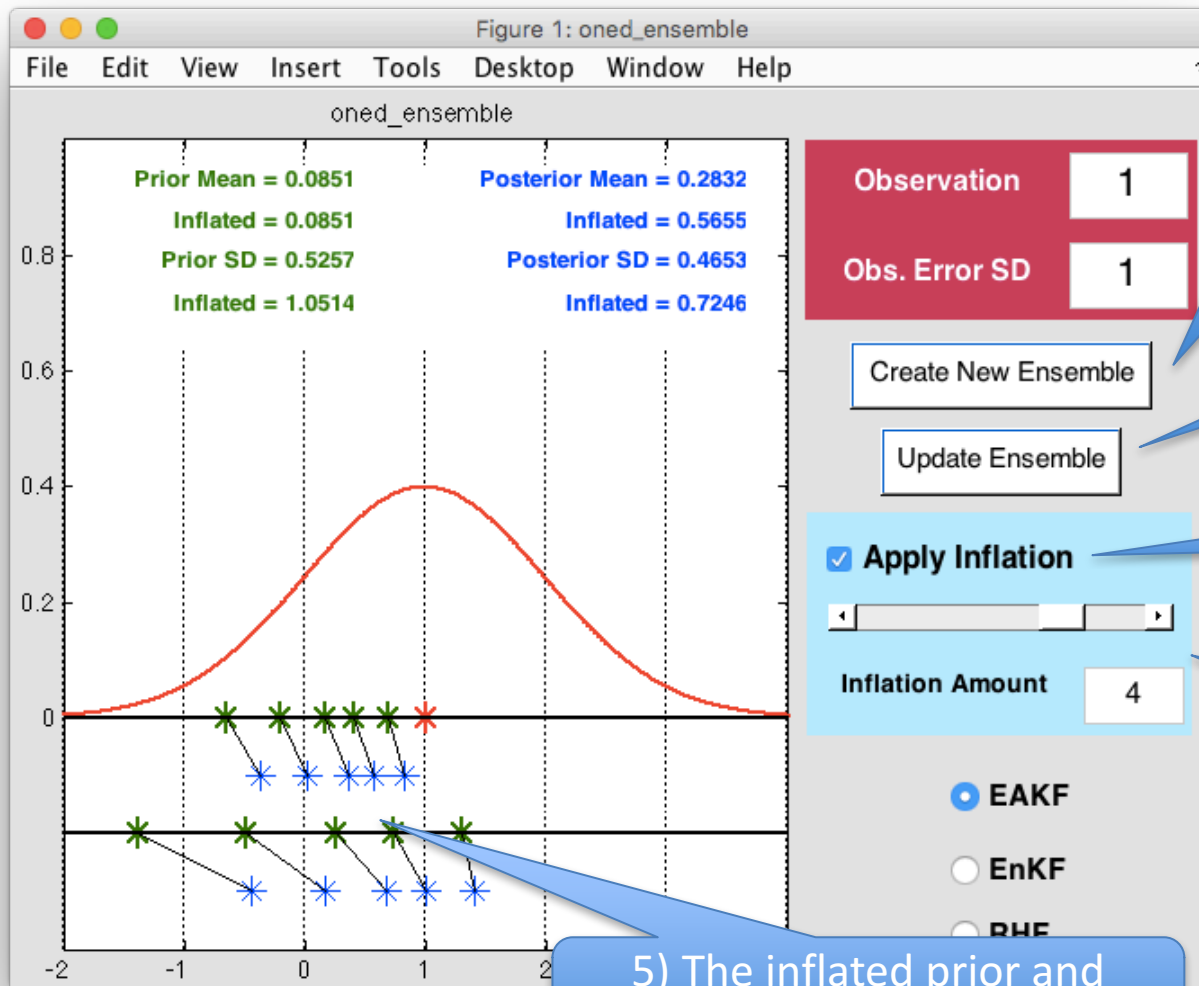 Figure 1: oned_ensemble
File Edit View Insert Tools Desktop Window Help
oned_ensemble
Prior Mean = 0.0851
Inflated = 0.0851
Prior SD = 0.5257
Inflated = 1.0514
Posterior Mean = 0.2832
Inflated = 0.5655
Posterior SD = 0.4653
Inflated = 0.7246
0.8
0.6
0.4
0.2
0
-2 -1 0 1 2
Observation 1
Obs. Error SD 1
Create New Ensemble
Update Ensemble
Apply Inflation
Inflation Amount 4
EAKF
EnKF
RHF
5) The inflated prior and